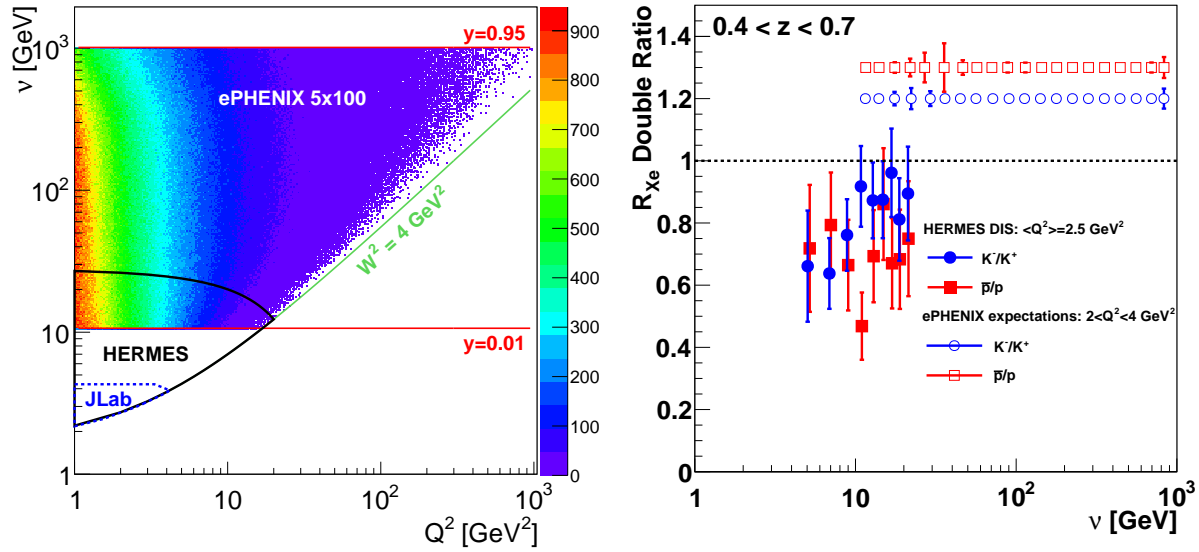 ν [GeV]
10³
10²
10
1
y=0.95
ePHENIX 5x100
W² = 4 GeV²
y=0.01
HERMES
JLab
1
10
10²
10³
Q² [GeV²]
900
800
700
600
500
400
300
200
100
0
R_Xe Double Ratio
0.4 < z < 0.7
1.4
1.2
1
0.8
0.6
0.4
0.2
0
HERMES DIS: <Q²>=2.5 GeV²
K⁻/K⁺
p̅/p
ePHENIX expectations: 2<Q²<4 GeV²
K⁻/K⁺
p̅/p
1
10
10²
10³
ν [GeV]